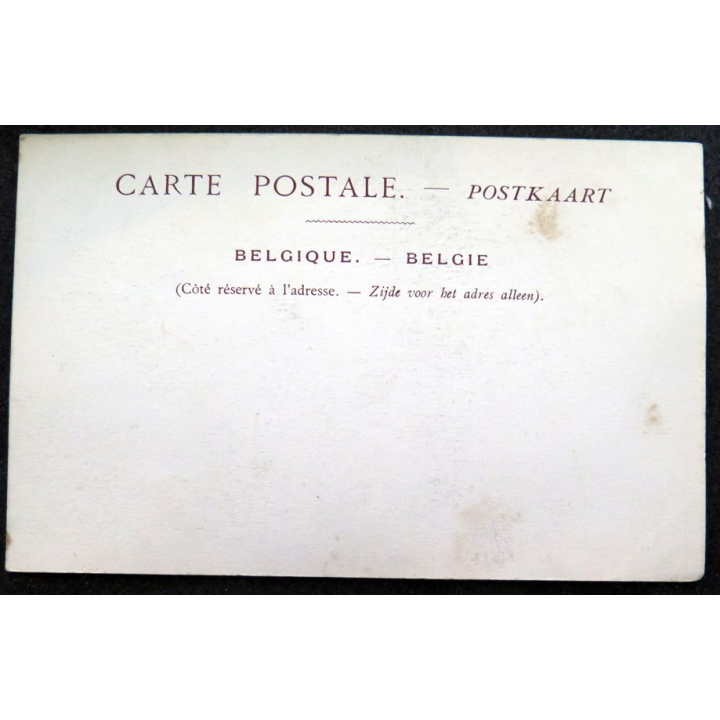 CARTE POSTALE. — POSTKAART
BELGIQUE. — BELGIE
(Côté réservé à l'adresse. — Zijde voor het adres alleen).